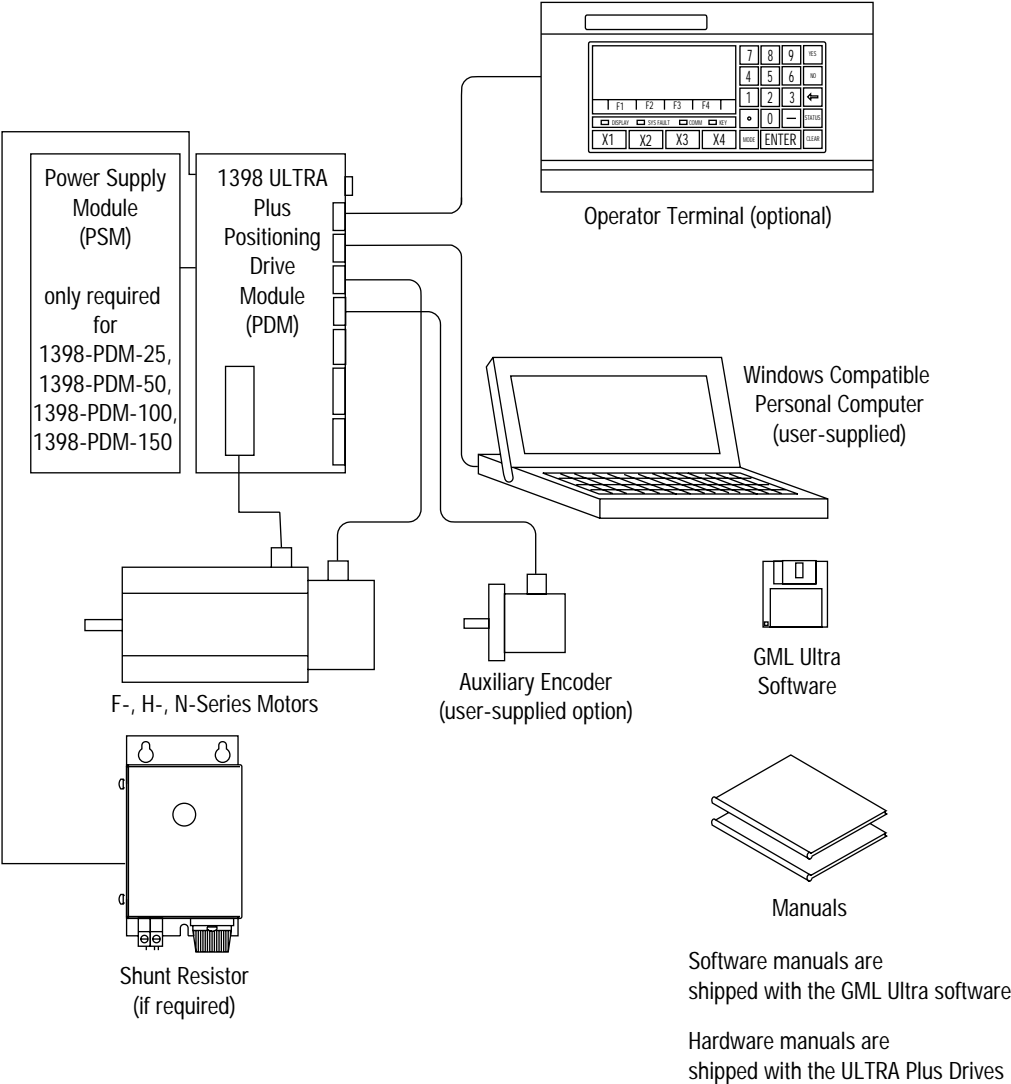 7 8 9 YES
4 5 6 NO
1 2 3
F1 F2 F3 F4
DISPLAY SYS FAULT COMM KEY
0 — STATUS
X1 X2 X3 X4 MODE ENTER CLEAR
Operator Terminal (optional)
Power Supply
Module
(PSM)
only required
for
1398-PDM-25,
1398-PDM-50,
1398-PDM-100,
1398-PDM-150
1398 ULTRA
Plus
Positioning
Drive
Module
(PDM)
Windows Compatible
Personal Computer
(user-supplied)
GML Ultra
Software
F-, H-, N-Series Motors
Auxiliary Encoder
(user-supplied option)
Shunt Resistor
(if required)
Manuals
Software manuals are
shipped with the GML Ultra software
Hardware manuals are
shipped with the ULTRA Plus Drives